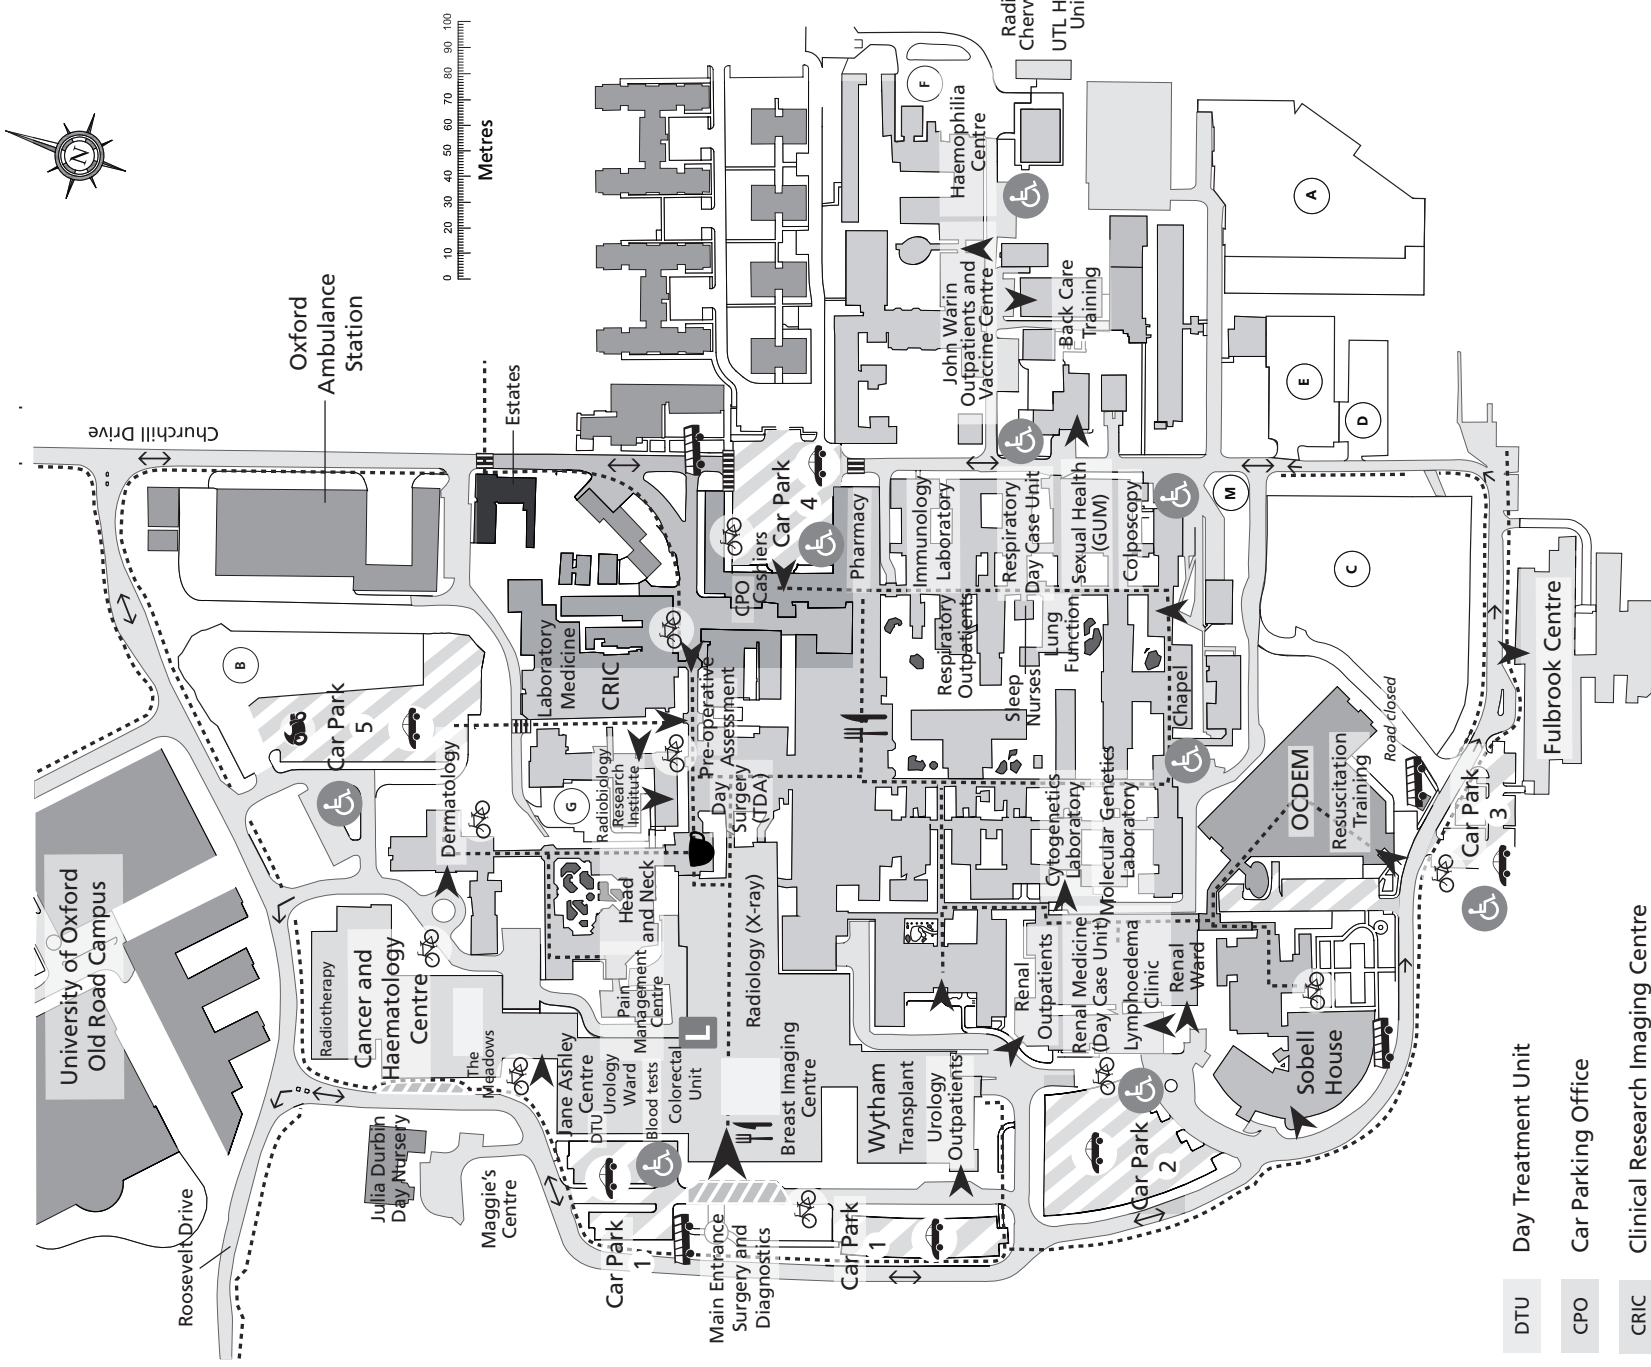 Churchill Drive
Oxford
Ambulance
Station
Estates
0 10 20 30 40 50 60 70 80 90 100
Metres
N
University of Oxford
Old Road Campus
Roosevelt Drive
Julia Durbin
Day Nursery
Maggie's
Centre
Radiotherapy
Cancer and
Haematology
Centre
The
Meadows
Dermatology
B
Car Park
5
G
Laboratory
Medicine
CRIC
Radiobiology
Research
Institute
Head
and Neck
Pain
Management
Centre
Jane Ashley
Centre
DTU
Urology
Ward
Blood tests
Colorectal
Unit
L
Radiology (X-ray)
Breast Imaging
Centre
Wytham
Transplant
Urology
Outpatients
Car Park
1
Main Entrance
Surgery and
Diagnostics
Car Park
1
Pre-operative
Assessment
Day
Surgery
(TDA)
CPO
Cashiers
Car Park
4
Pharmacy
Immunology
Laboratory
Respiratory
Day Case Unit
Sexual Health
(GUM)
Colposcopy
Respiratory
Outpatients
Sleep
Nurses
Lung
Function
Chapel
Cytogenetics
Laboratory
Molecular Genetics
Laboratory
Renal
Outpatients
Renal Medicine
(Day Case Unit)
Lymphoedema
Clinic
Renal
Ward
Car Park
2
Sobell
House
OCDEM
Resuscitation
Training
Road closed
Car Park
3
Fulbrook Centre
John Warin
Outpatients and
Vaccine Centre
Haemophilia
Centre
Back Care
Training
Radi
Cherw
UTL H
Uni
F
A
E
D
M
C
DTU Day Treatment Unit
CPO Car Parking Office
CRIC Clinical Research Imaging Centre